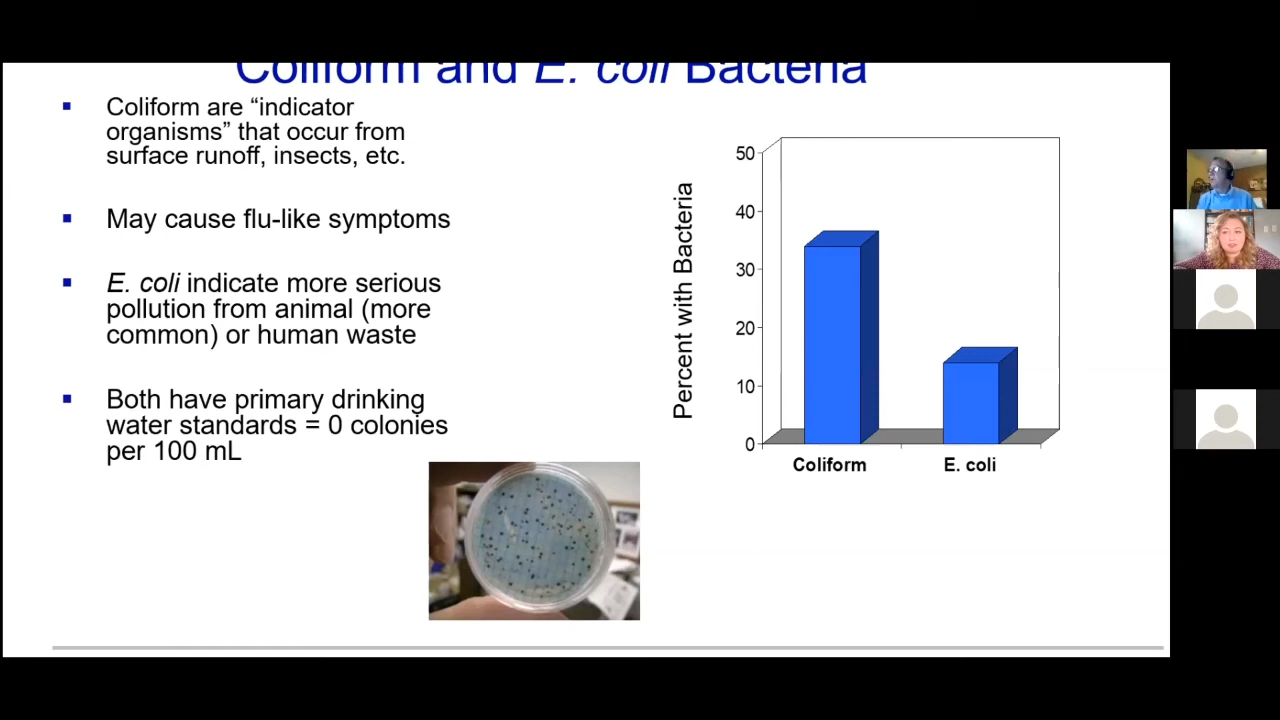 Coliform and E. coli Bacteria
Coliform are “indicator
organisms” that occur from
surface runoff, insects, etc.
May cause flu-like symptoms
E. coli indicate more serious
pollution from animal (more
common) or human waste
Both have primary drinking
water standards = 0 colonies
per 100 mL
Percent with Bacteria
50
40
30
20
10
0
Coliform
E. coli